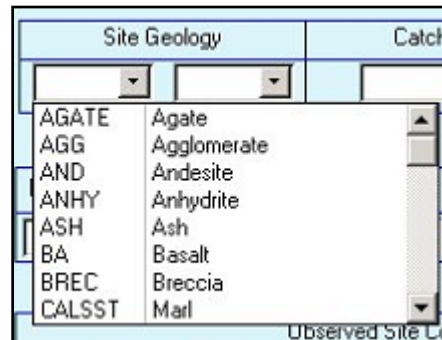 Site Geology Catch
AGATE Agate
AGG Agglomerate
AND Andesite
ANHY Anhydrite
ASH Ash
BA Basalt
BREC Breccia
CALSST Marl
Observed Site Co